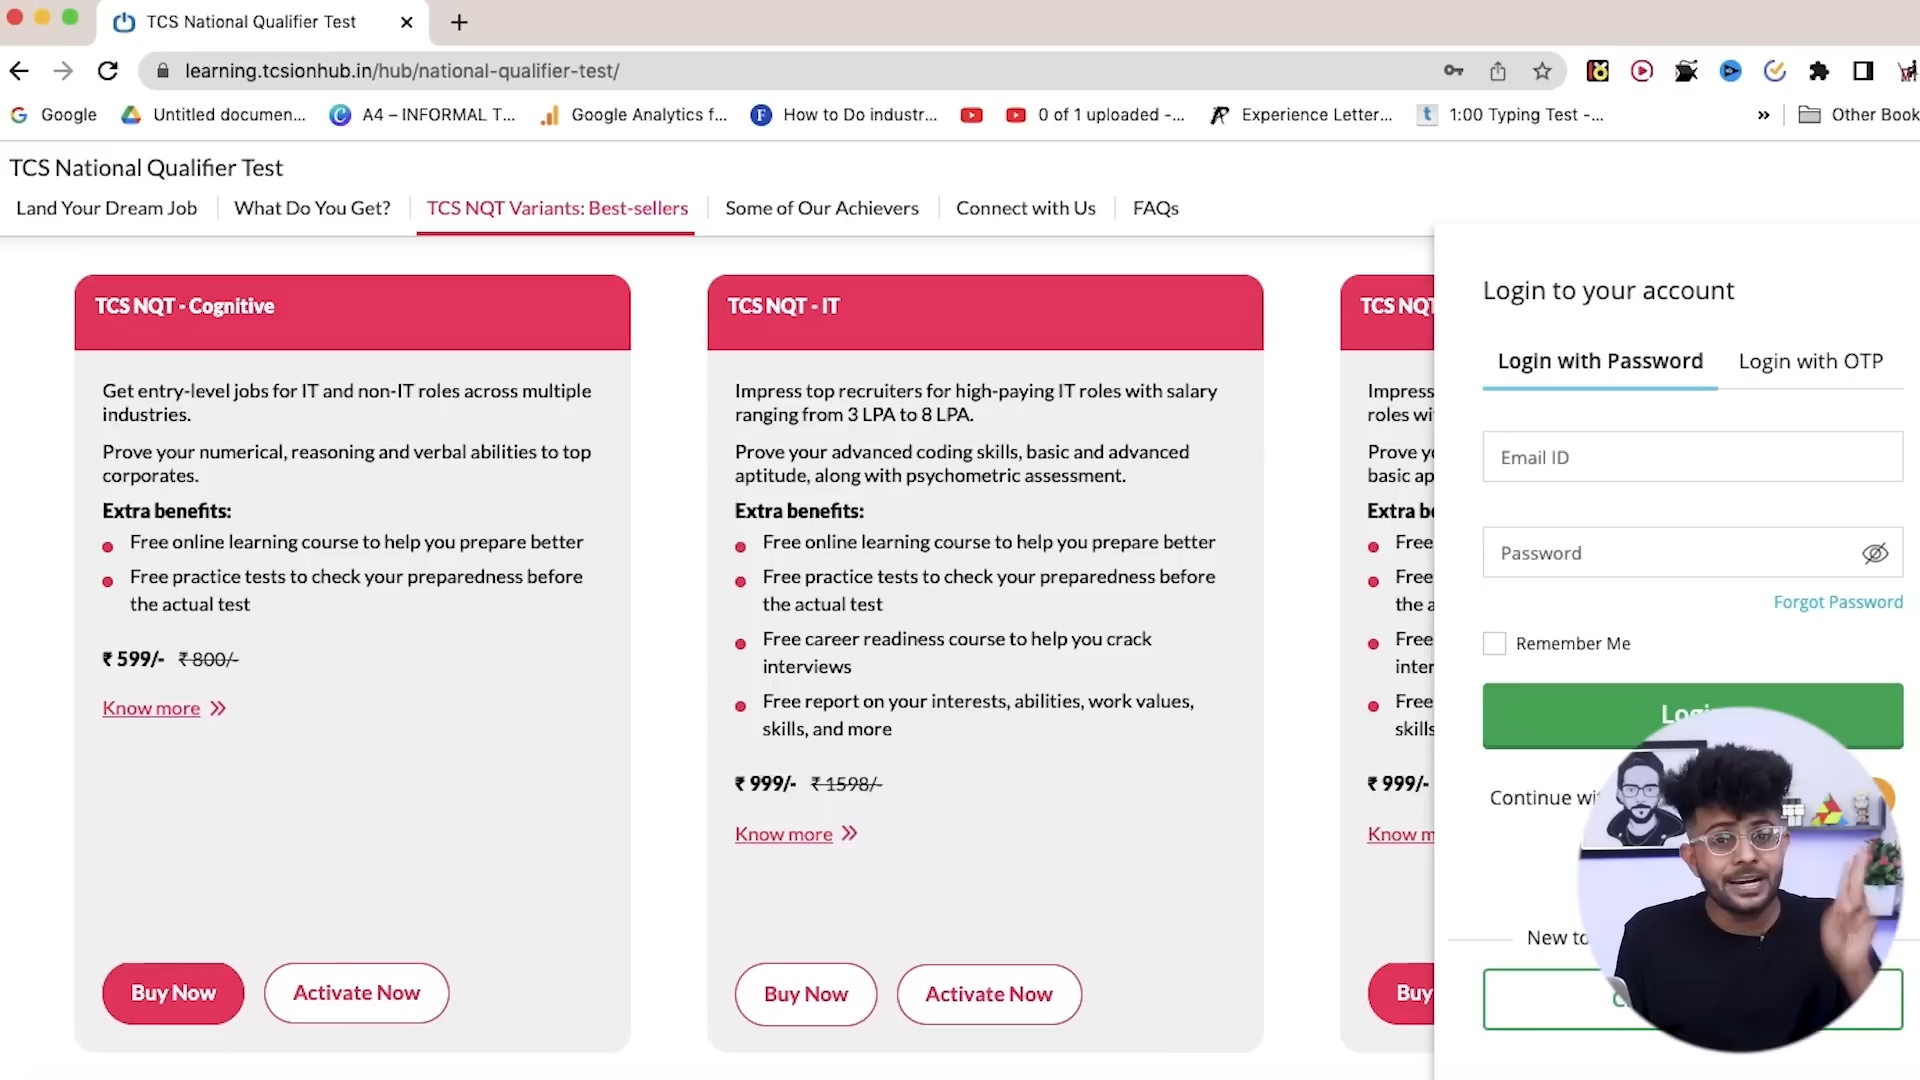 TCS National Qualifier Test
learning.tcsionhub.in/hub/national-qualifier-test/
Google
Untitled documen...
A4 – INFORMAL T...
Google Analytics f...
How to Do industr...
0 of 1 uploaded -...
Experience Letter...
1:00 Typing Test -...
Other Book
TCS National Qualifier Test
Land Your Dream Job
What Do You Get?
TCS NQT Variants: Best-sellers
Some of Our Achievers
Connect with Us
FAQs
TCS NQT - Cognitive
Get entry-level jobs for IT and non-IT roles across multiple
industries.
Prove your numerical, reasoning and verbal abilities to top
corporates.
Extra benefits:
Free online learning course to help you prepare better
Free practice tests to check your preparedness before
the actual test
₹ 599/- ₹ 800/-
Know more
Buy Now
Activate Now
TCS NQT - IT
Impress top recruiters for high-paying IT roles with salary
ranging from 3 LPA to 8 LPA.
Prove your advanced coding skills, basic and advanced
aptitude, along with psychometric assessment.
Extra benefits:
Free online learning course to help you prepare better
Free practice tests to check your preparedness before
the actual test
Free career readiness course to help you crack
interviews
Free report on your interests, abilities, work values,
skills, and more
₹ 999/- ₹ 1598/-
Know more
Buy Now
Activate Now
TCS NQT
Impress
roles wi
Prove y
basic ap
Extra b
Free
the a
Free
inter
Free
skills
₹ 999/-
Know m
Buy
Login to your account
Login with Password
Login with OTP
Email ID
Password
Forgot Password
Remember Me
Continue wi
New to